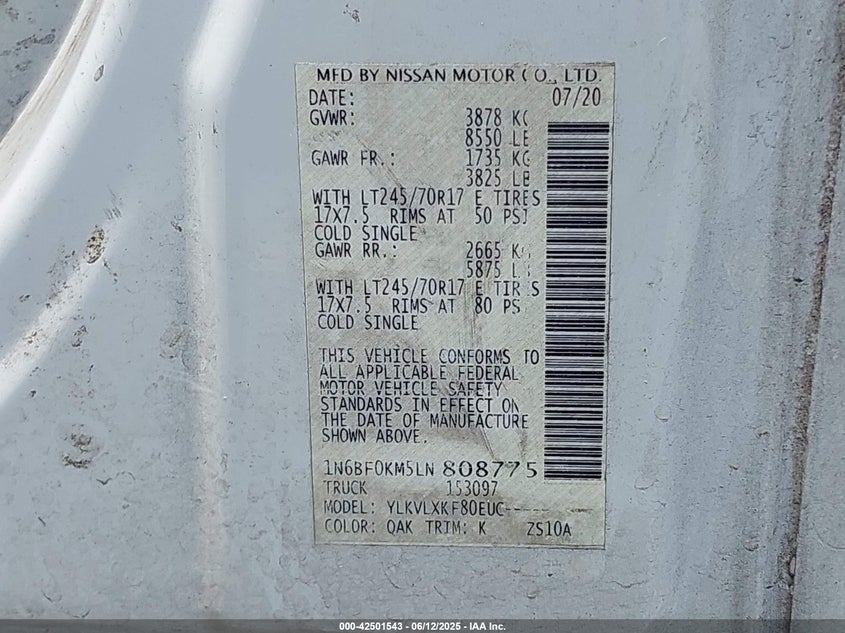 MFD BY NISSAN MOTOR CO., LTD.
DATE: 07/20
GVWR: 3878 KG
8550 LB
GAWR FR.: 1735 KG
3825 LB
WITH LT245/70R17 E TIRES
17X7.5 RIMS AT 50 PSI
COLD SINGLE
GAWR RR.: 2665 KG
5875 LB
WITH LT245/70R17 E TIRES
17X7.5 RIMS AT 80 PSI
COLD SINGLE
THIS VEHICLE CONFORMS TO
ALL APPLICABLE FEDERAL
MOTOR VEHICLE SAFETY
STANDARDS IN EFFECT ON
THE DATE OF MANUFACTURE
SHOWN ABOVE.
1N6BF0KM5LN 808775
TRUCK 153097
MODEL: YLKVLXKF80EUC-----
COLOR: QAK TRIM: K ZS10A
000-42501543 - 06/12/2025 - IAA Inc.